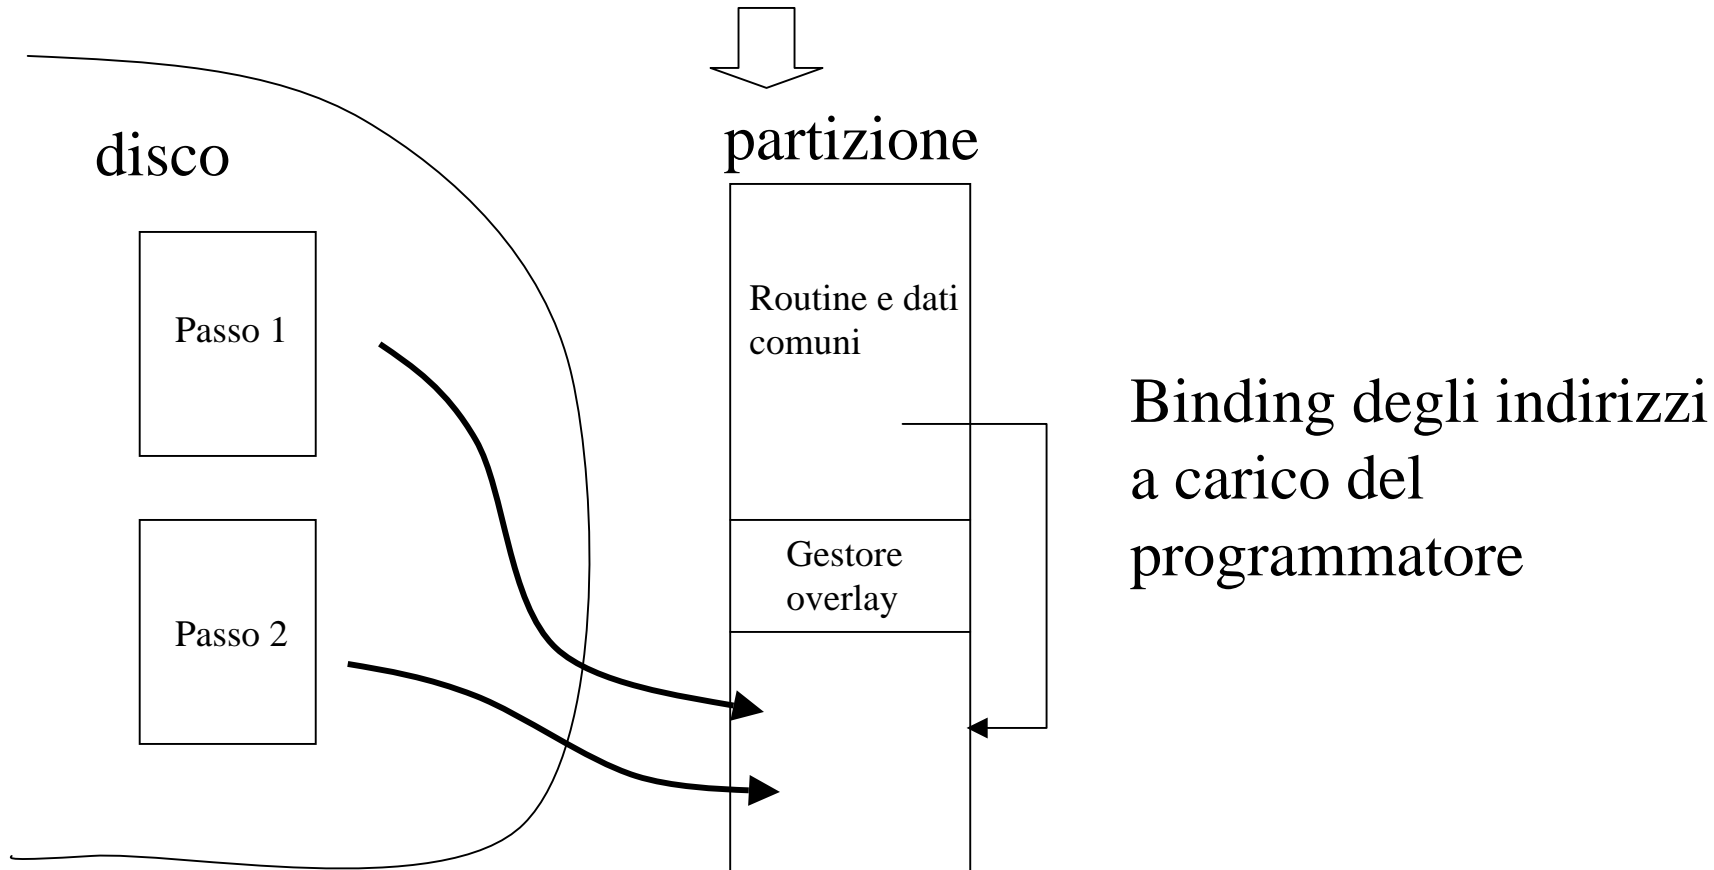 disco
partizione
Passo 1
Passo 2
Routine e dati
comuni
Gestore
overlay
Binding degli indirizzi
a carico del
programmatore